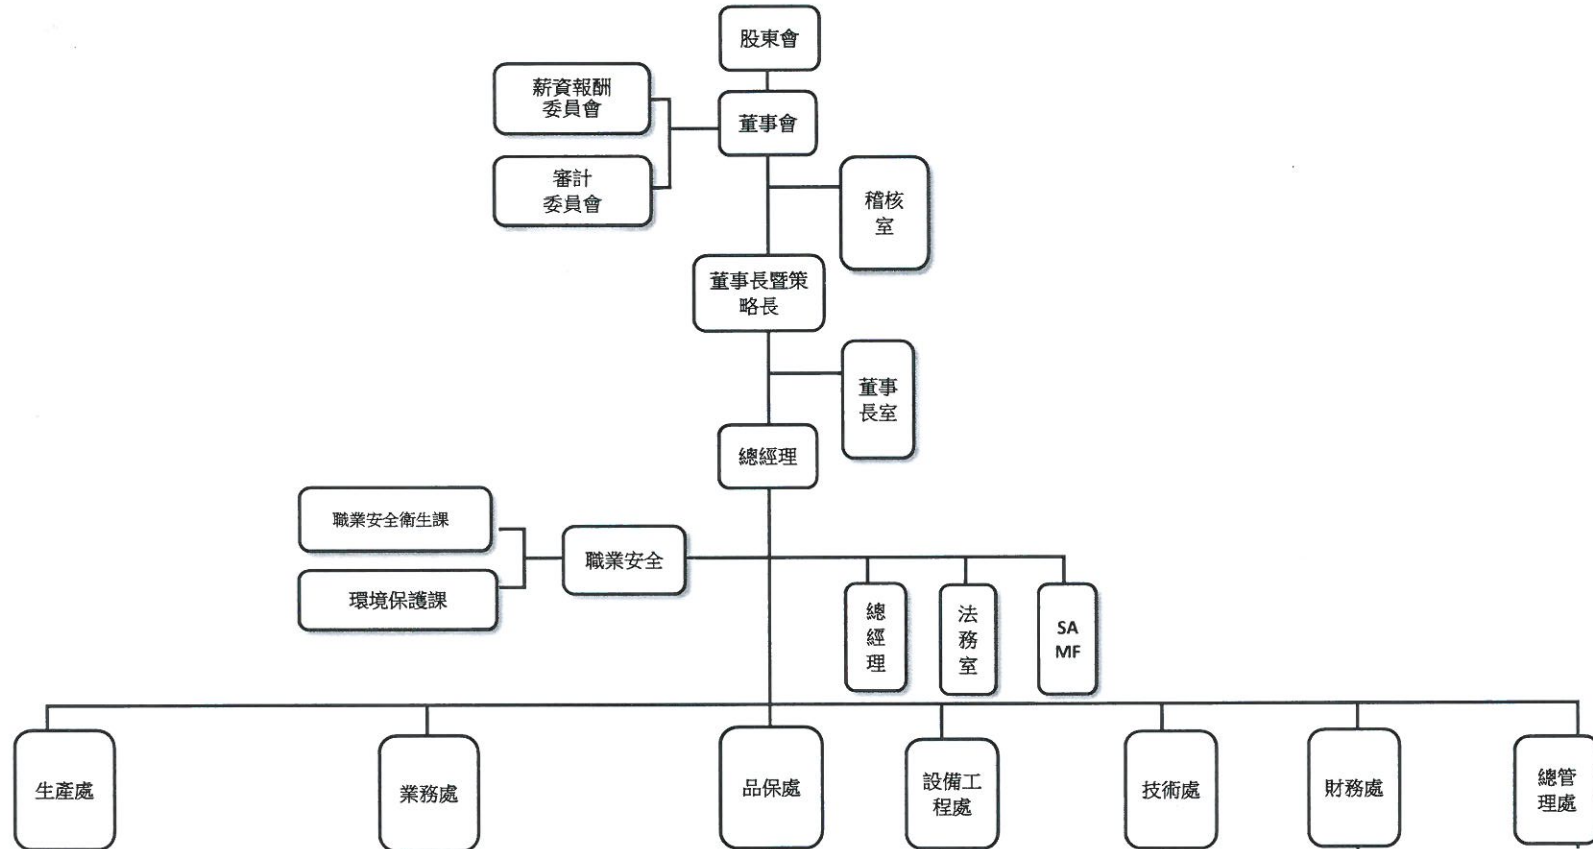 股東會
薪資報酬
委員會
董事會
審計
委員會
稽核
室
董事長暨策
略長
董事
長室
總經理
職業安全衛生課
職業安全
環境保護課
總
經
理
法
務
室
SA
MF
生產處
業務處
品保處
設備工
程處
技術處
財務處
總管
理處